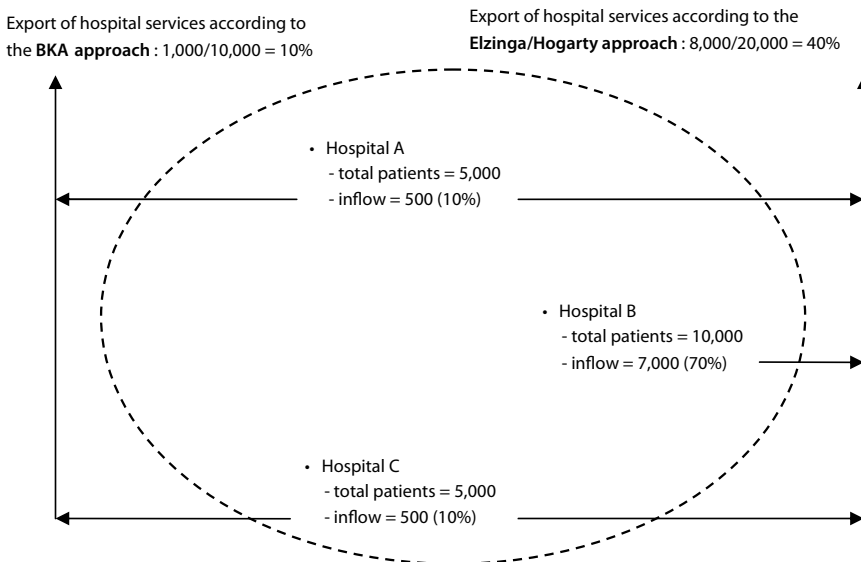 Export of hospital services according to
the BKA approach : 1,000/10,000 = 10%
Export of hospital services according to the
Elzinga/Hogarty approach : 8,000/20,000 = 40%
• Hospital A
- total patients = 5,000
- inflow = 500 (10%)
• Hospital B
- total patients = 10,000
- inflow = 7,000 (70%)
• Hospital C
- total patients = 5,000
- inflow = 500 (10%)